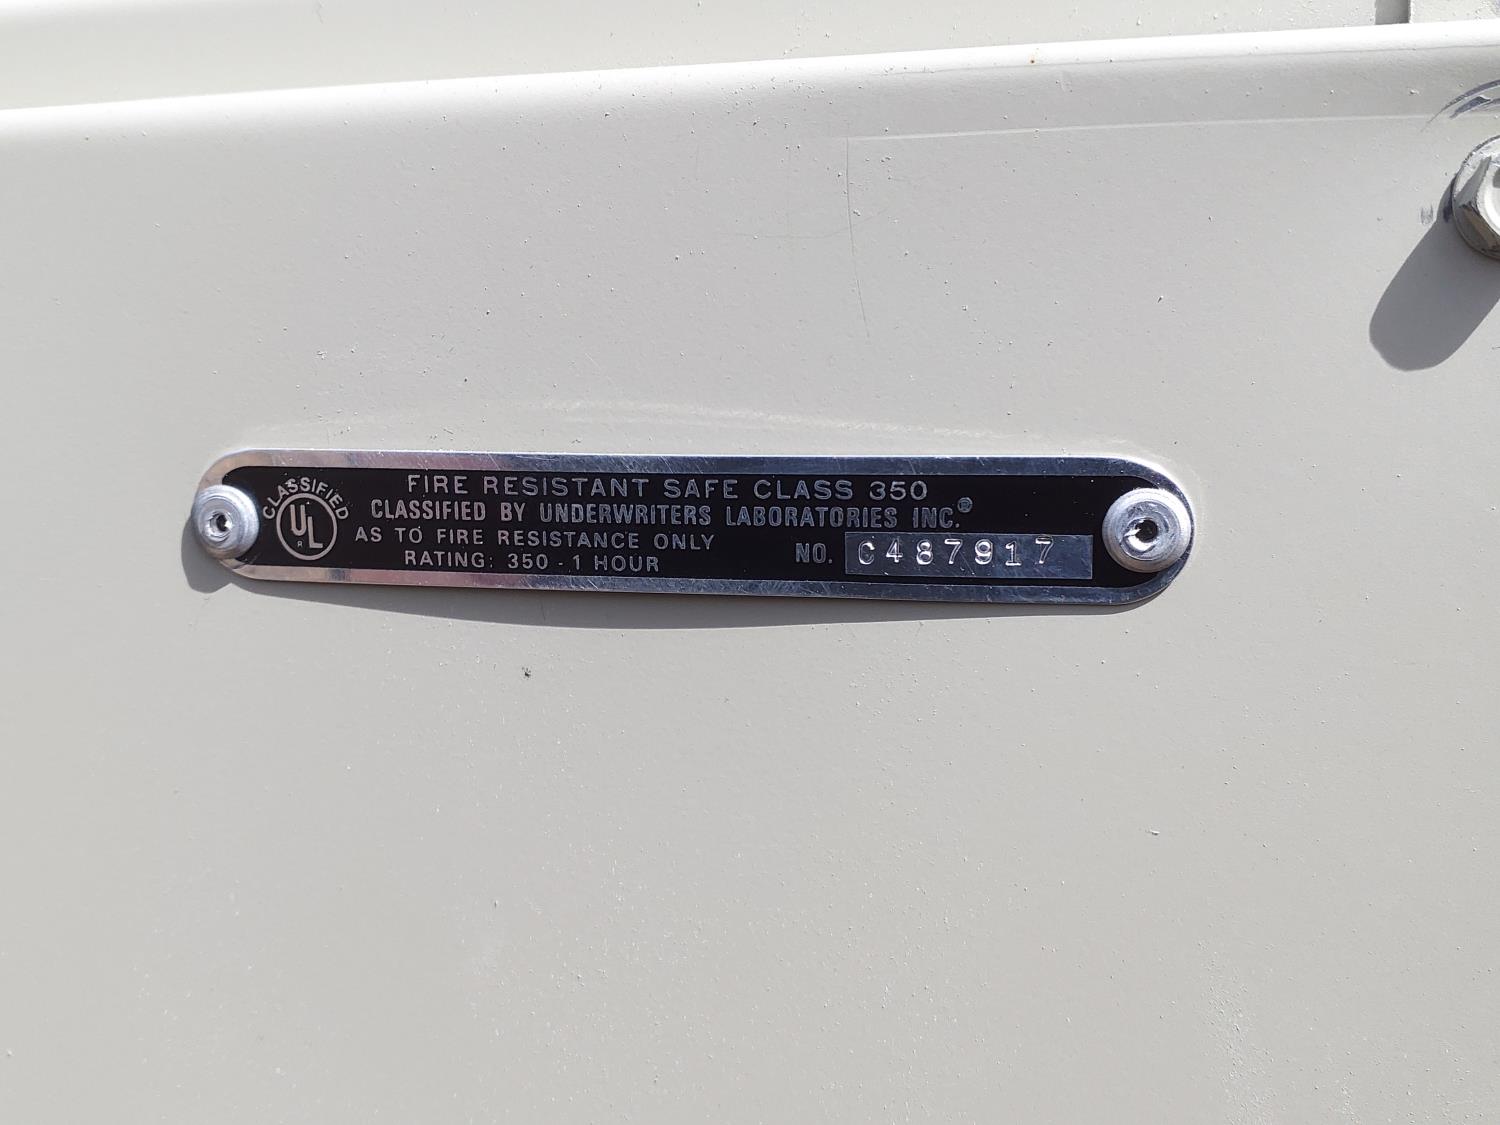 CLASSIFIED
UL
R
FIRE RESISTANT SAFE CLASS 350
CLASSIFIED BY UNDERWRITERS LABORATORIES INC.®
AS TO FIRE RESISTANCE ONLY
RATING: 350 - 1 HOUR
NO. C487917